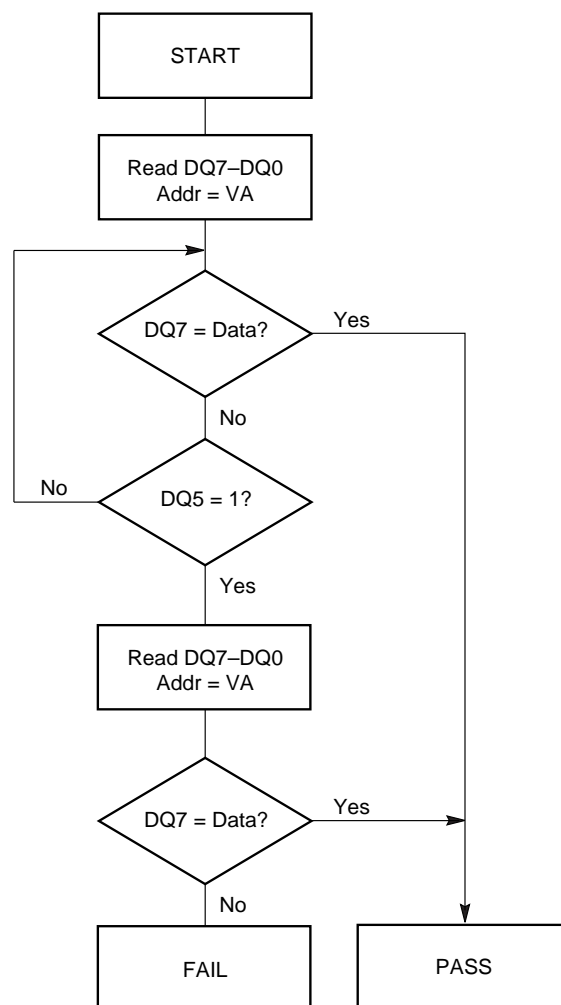 START
Read DQ7–DQ0
Addr = VA
DQ7 = Data?
Yes
No
DQ5 = 1?
No
Yes
Read DQ7–DQ0
Addr = VA
DQ7 = Data?
Yes
No
FAIL
PASS